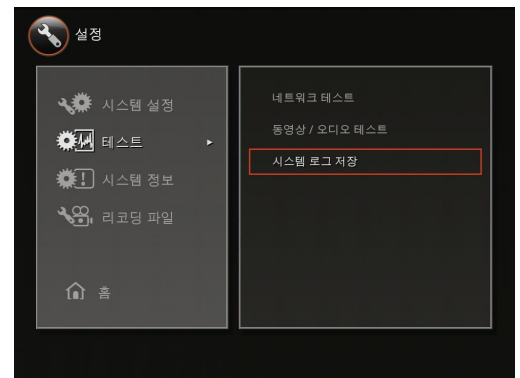 설정
시스템 설정
테스트
시스템 정보
리코딩 파일
홈
네트워크 테스트
동영상 / 오디오 테스트
시스템 로그 저장